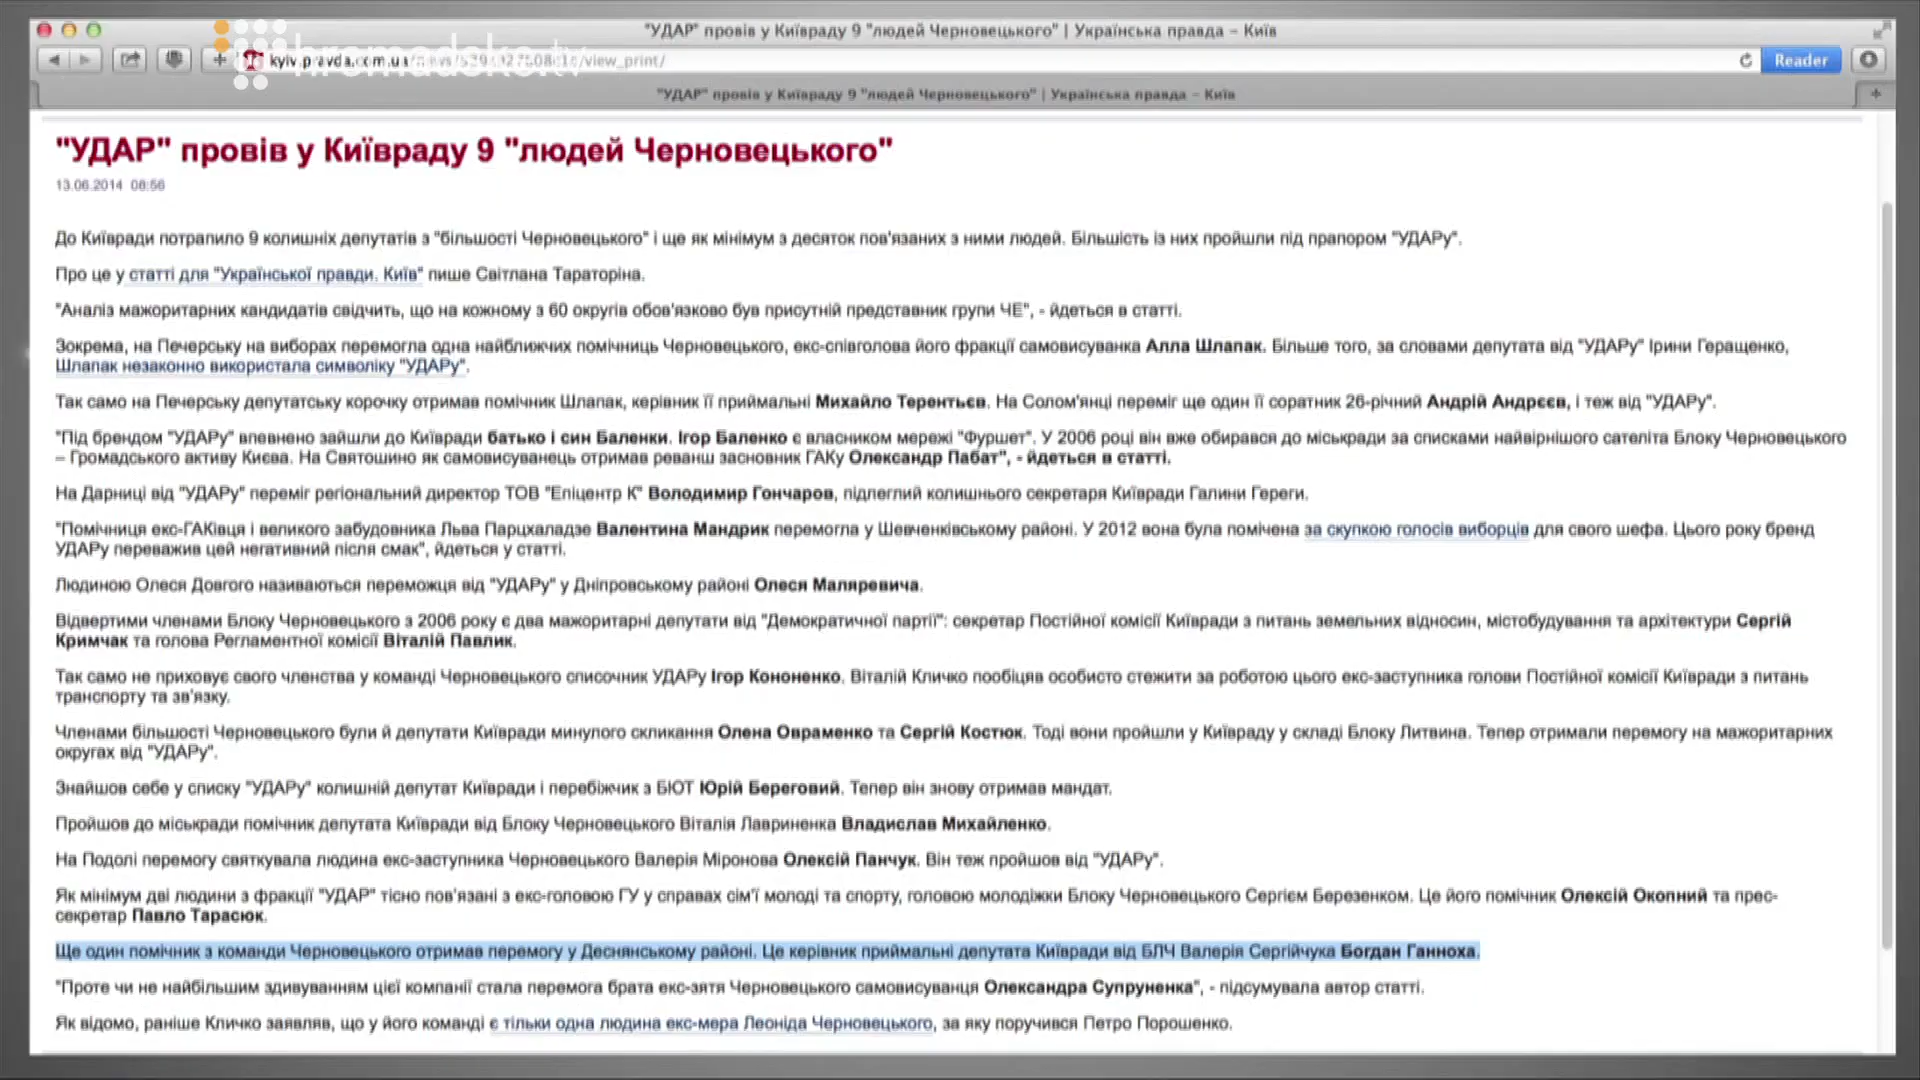 "УДАР" провів у Київраду 9 "людей Черновецького" | Українська правда – Київ
hromadske.tv
kyiv.pravda.com.ua /view_print/
Reader
"УДАР" провів у Київраду 9 "людей Черновецького" | Українська правда – Київ
"УДАР" провів у Київраду 9 "людей Черновецького"
13.06.2014 08:56
До Київради потрапило 9 колишніх депутатів з "більшості Черновецького" і ще як мінімум з десяток пов'язаних з ними людей. Більшість із них пройшли під прапором "УДАРу".
Про це у статті для "Української правди. Київ" пише Світлана Тараторіна.
"Аналіз мажоритарних кандидатів свідчить, що на кожному з 60 округів обов'язково був присутній представник групи ЧЕ", - йдеться в статті.
Зокрема, на Печерську на виборах перемогла одна найближчих помічниць Черновецького, екс-співголова його фракції самовисуванка Алла Шлапак. Більше того, за словами депутата від "УДАРу" Ірини Геращенко,
Шлапак незаконно використала символіку "УДАРу".
Так само на Печерську депутатську корочку отримав помічник Шлапак, керівник її приймальні Михайло Терентьєв. На Солом'янці переміг ще один її соратник 26-річний Андрій Андрєєв, і теж від "УДАРу".
"Під брендом "УДАРу" впевнено зайшли до Київради батько і син Баленки. Ігор Баленко є власником мережі "Фуршет". У 2006 році він вже обирався до міськради за списками найвірнішого сателіта Блоку Черновецького
– Громадського активу Києва. На Святошино як самовисуванець отримав реванш засновник ГАКу Олександр Пабат", - йдеться в статті.
На Дарниці від "УДАРу" переміг регіональний директор ТОВ "Епіцентр К" Володимир Гончаров, підлеглий колишнього секретаря Київради Галини Гереги.
"Помічниця екс-ГАКівця і великого забудовника Льва Парцхаладзе Валентина Мандрик перемогла у Шевченківському районі. У 2012 вона була помічена за скупкою голосів виборців для свого шефа. Цього року бренд
УДАРу переважив цей негативний після смак", йдеться у статті.
Людиною Олеся Довгого називаються переможця від "УДАРу" у Дніпровському районі Олеся Маляревича.
Відвертими членами Блоку Черновецького з 2006 року є два мажоритарні депутати від "Демократичної партії": секретар Постійної комісії Київради з питань земельних відносин, містобудування та архітектури Сергій
Кримчак та голова Регламентної комісії Віталій Павлик.
Так само не приховує свого членства у команді Черновецького списочник УДАРу Ігор Кононенко. Віталій Кличко пообіцяв особисто стежити за роботою цього екс-заступника голови Постійної комісії Київради з питань
транспорту та зв'язку.
Членами більшості Черновецького були й депутати Київради минулого скликання Олена Овраменко та Сергій Костюк. Тоді вони пройшли у Київраду у складі Блоку Литвина. Тепер отримали перемогу на мажоритарних
округах від "УДАРу".
Знайшов себе у списку "УДАРу" колишній депутат Київради і перебіжчик з БЮТ Юрій Береговий. Тепер він знову отримав мандат.
Пройшов до міськради помічник депутата Київради від Блоку Черновецького Віталія Лавриненка Владислав Михайленко.
На Подолі перемогу святкувала людина екс-заступника Черновецького Валерія Міронова Олексій Панчук. Він теж пройшов від "УДАРу".
Як мінімум дві людини з фракції "УДАР" тісно пов'язані з екс-головою ГУ у справах сім'ї молоді та спорту, головою молодіжки Блоку Черновецького Сергієм Березенком. Це його помічник Олексій Окопний та прес-
секретар Павло Тарасюк.
Ще один помічник з команди Черновецького отримав перемогу у Деснянському районі. Це керівник приймальні депутата Київради від БЛЧ Валерія Сергійчука Богдан Ганноха.
"Проте чи не найбільшим здивуванням цієї компанії стала перемога брата екс-зятя Черновецького самовисуванця Олександра Супруненка", - підсумувала автор статті.
Як відомо, раніше Кличко заявляв, що у його команді є тільки одна людина екс-мера Леоніда Черновецького, за яку поручився Петро Порошенко.